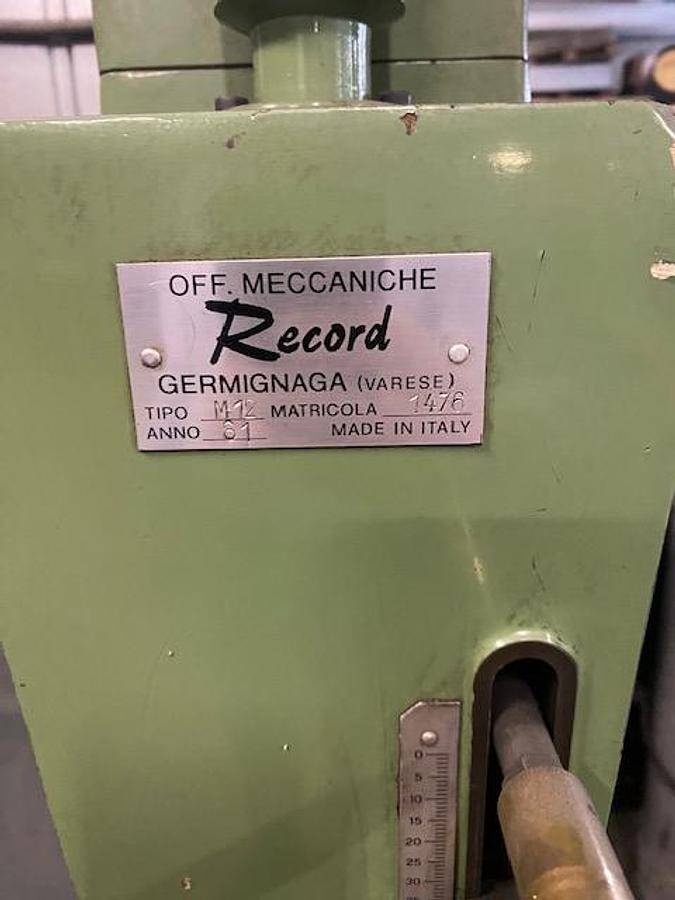 OFF. MECCANICHE
Record
GERMIGNAGA (VARESE)
TIPO M12 MATRICOLA 1476
ANNO 81 MADE IN ITALY
0
5
10
15
20
25
30